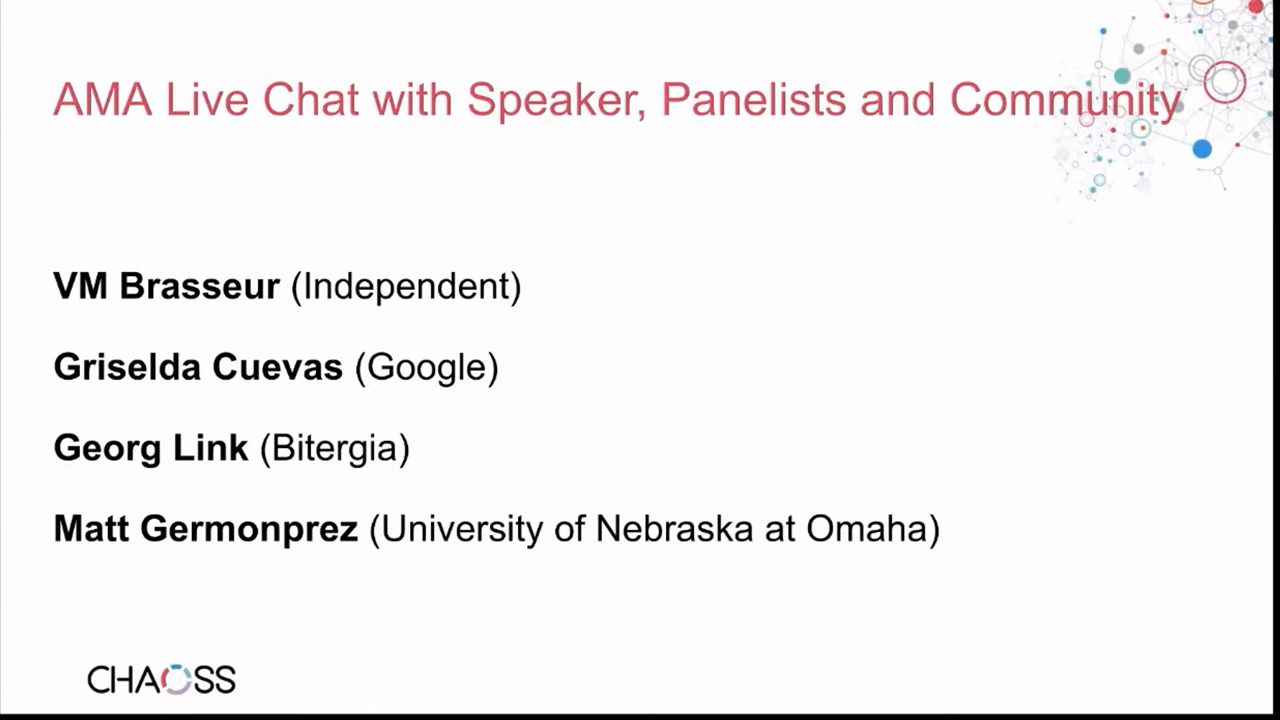 AMA Live Chat with Speaker, Panelists and Community
VM Brasseur (Independent)
Griselda Cuevas (Google)
Georg Link (Bitergia)
Matt Germonprez (University of Nebraska at Omaha)
CHAOSS